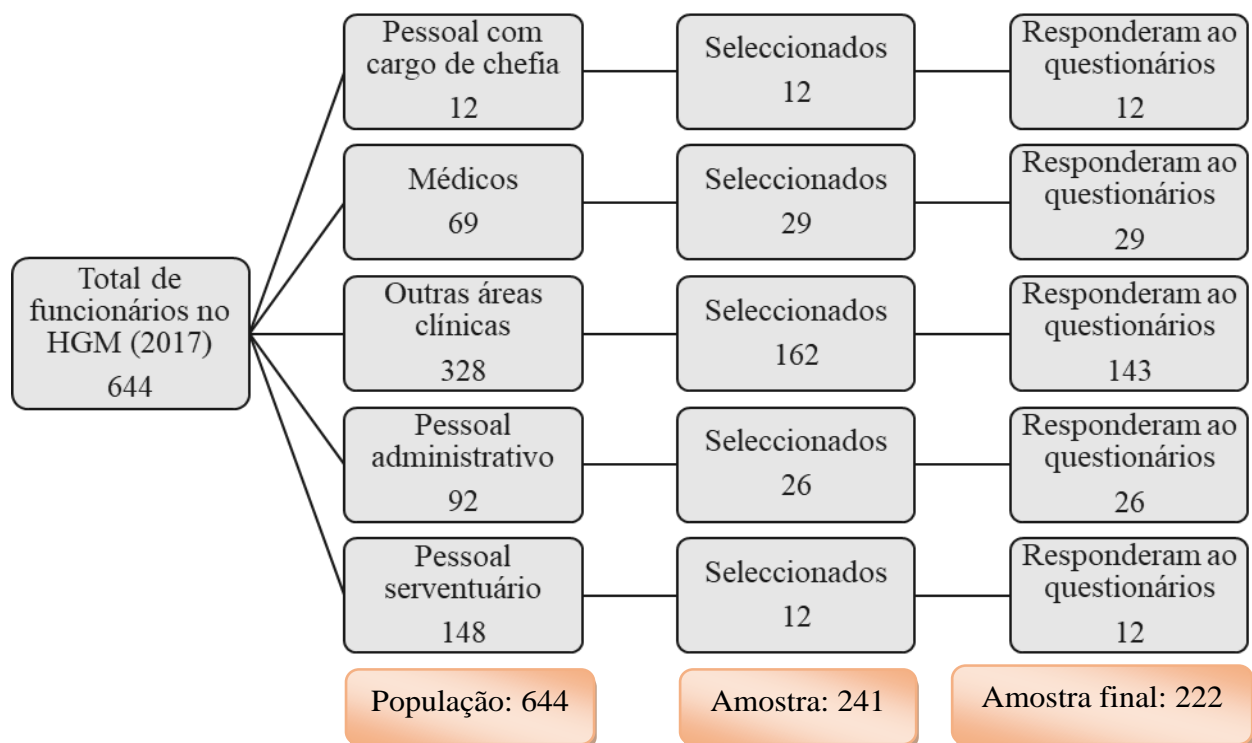 Total de
funcionários no
HGM (2017)
644
Pessoal com
cargo de chefia
12
Seleccionados
12
Responderam ao
questionários
12
Médicos
69
Seleccionados
29
Responderam ao
questionários
29
Outras áreas
clínicas
328
Seleccionados
162
Responderam ao
questionários
143
Pessoal
administrativo
92
Seleccionados
26
Responderam ao
questionários
26
Pessoal
serventuário
148
Seleccionados
12
Responderam ao
questionários
12
População: 644
Amostra: 241
Amostra final: 222